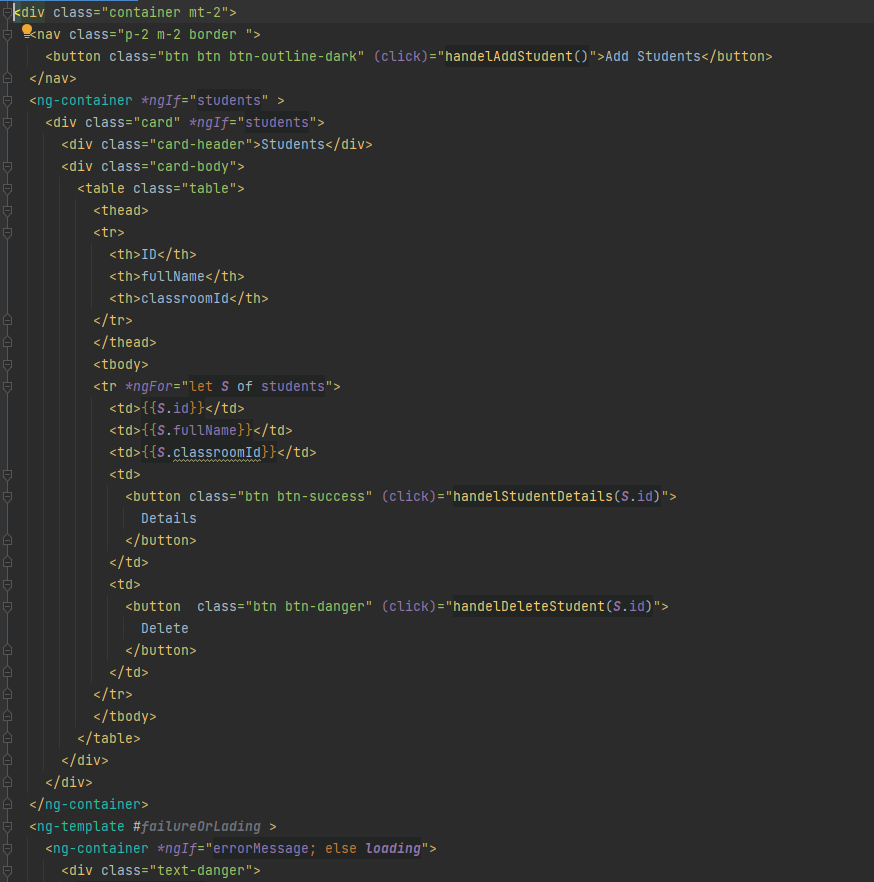 <div class="container mt-2">
<nav class="p-2 m-2 border ">
<button class="btn btn btn-outline-dark" (click)="handelAddStudent()">Add Students</button>
</nav>
<ng-container *ngIf="students" >
<div class="card" *ngIf="students">
<div class="card-header">Students</div>
<div class="card-body">
<table class="table">
<thead>
<tr>
<th>ID</th>
<th>fullName</th>
<th>classroomId</th>
</tr>
</thead>
<tbody>
<tr *ngFor="let S of students">
<td>{{S.id}}</td>
<td>{{S.fullName}}</td>
<td>{{S.classroomId}}</td>
<td>
<button class="btn btn-success" (click)="handelStudentDetails(S.id)">
Details
</button>
</td>
<td>
<button  class="btn btn-danger" (click)="handelDeleteStudent(S.id)">
Delete
</button>
</td>
</tr>
</tbody>
</table>
</div>
</div>
</ng-container>
<ng-template #failureOrLading >
<ng-container *ngIf="errorMessage; else loading">
<div class="text-danger">